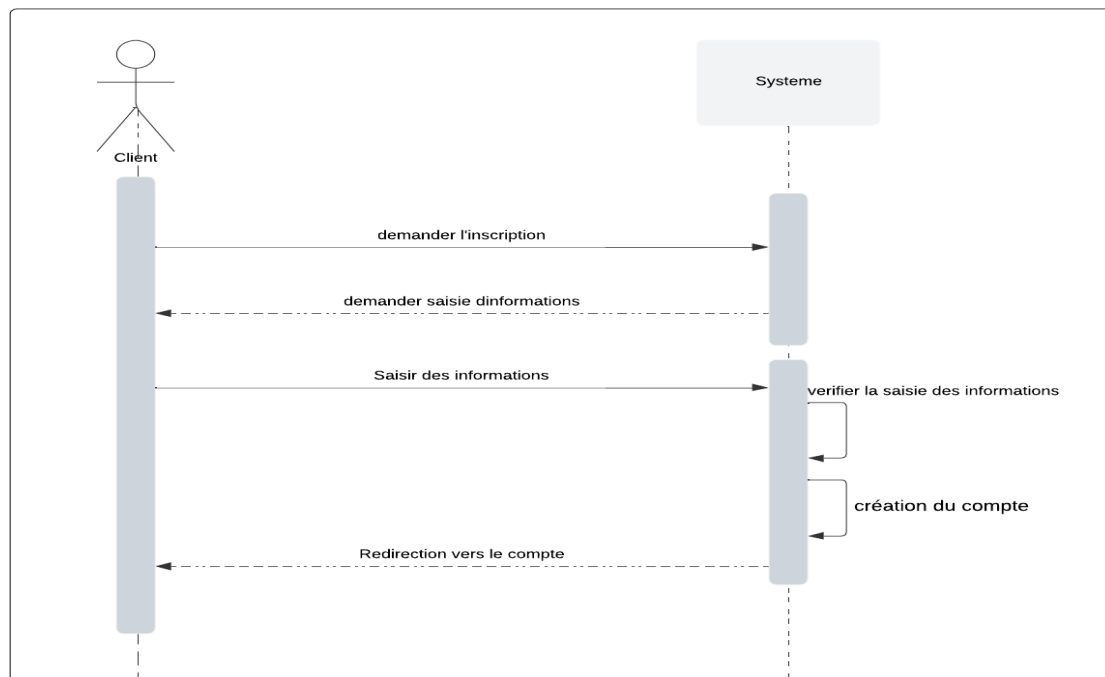 Systeme
Client
demander l'inscription
demander saisie dinformations
Saisir des informations
verifier la saisie des informations
création du compte
Redirection vers le compte